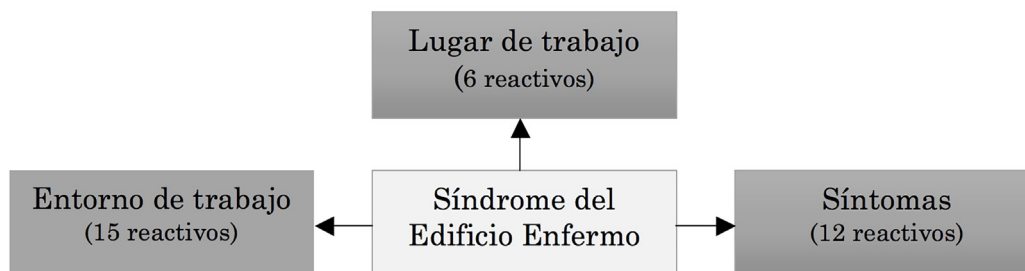 Lugar de trabajo
(6 reactivos)
Entorno de trabajo
(15 reactivos)
Síndrome del
Edificio Enfermo
Síntomas
(12 reactivos)